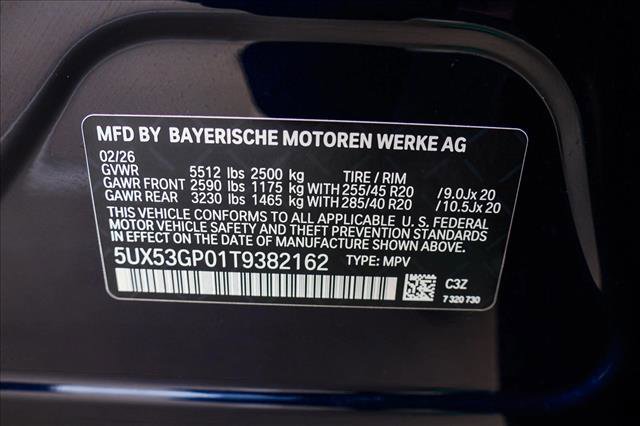 MFD BY BAYERISCHE MOTOREN WERKE AG
02/26
GVWR 5512 lbs 2500 kg TIRE / RIM
GAWR FRONT 2590 lbs 1175 kg WITH 255/45 R20 /9.0Jx 20
GAWR REAR 3230 lbs 1465 kg WITH 285/40 R20 /10.5Jx 20
THIS VEHICLE CONFORMS TO ALL APPLICABLE U. S. FEDERAL
MOTOR VEHICLE SAFETY AND THEFT PREVENTION STANDARDS
IN EFFECT ON THE DATE OF MANUFACTURE SHOWN ABOVE.
5UX53GP01T9382162 TYPE: MPV
C3Z
7 320 730